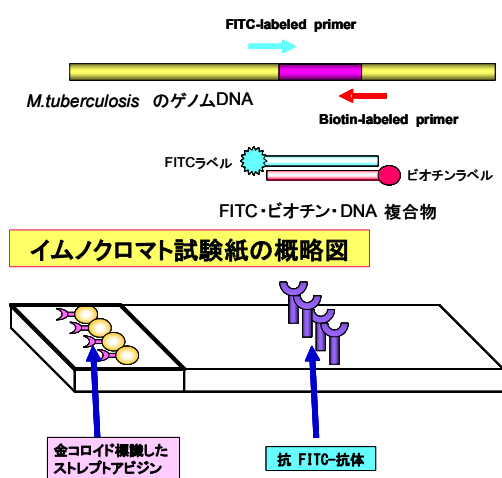 FITC-labeled primer
M.tuberculosis のゲノムDNA
Biotin-labeled primer
FITCラベル
ビオチンラベル
FITC・ビオチン・DNA 複合物
イムノクロマト試験紙の概略図
金コロイド標識した
ストレプトアビジン
抗 FITC-抗体